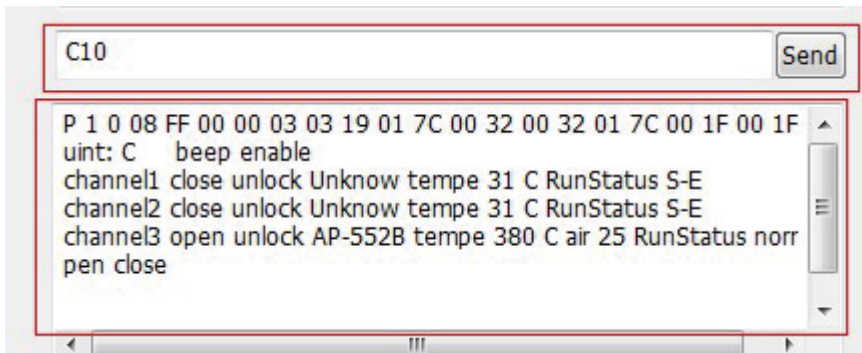 C10
Send
P 1 0 08 FF 00 00 03 03 19 01 7C 00 32 00 32 01 7C 00 1F 00 1F
uint: C beep enable
channel1 close unlock Unknow tempe 31 C RunStatus S-E
channel2 close unlock Unknow tempe 31 C RunStatus S-E
channel3 open unlock AP-552B tempe 380 C air 25 RunStatus norr
pen close